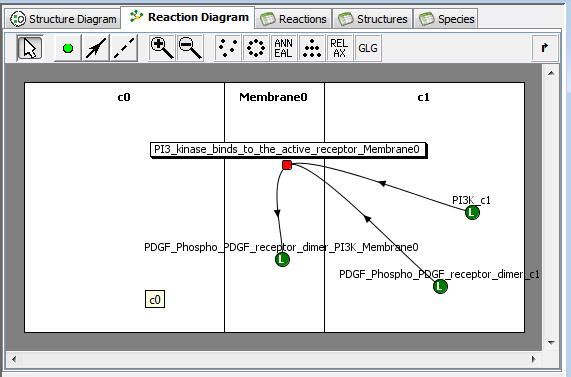 Structure Diagram Reaction Diagram Reactions Structures Species
ANN EAL REL AX GLG
c0 Membrane0 c1
PI3_kinase_binds_to_the_active_receptor_Membrane0
PI3K_c1
L
PDGF_Phospho_PDGF_receptor_dimer_PI3K_Membrane0
L
PDGF_Phospho_PDGF_receptor_dimer_c1
L
c0